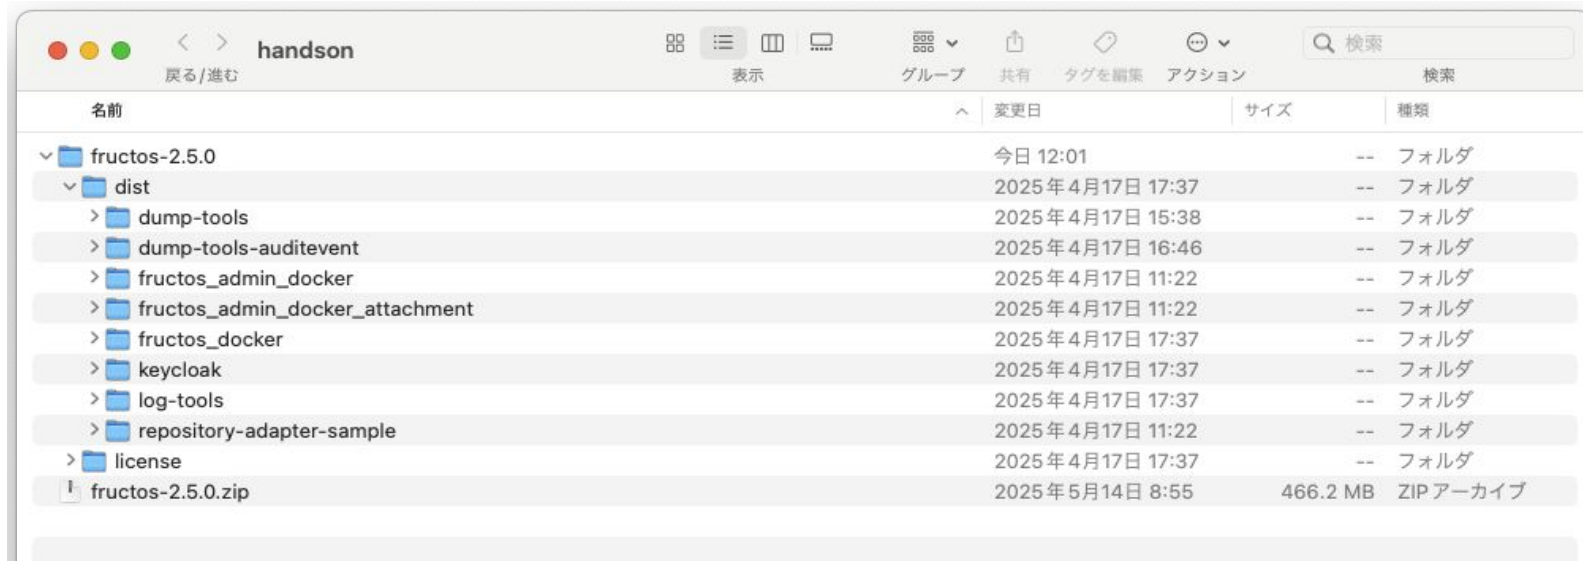 handson
検索
戻る/進む
表示
グループ
共有
タグを編集
アクション
検索
名前 変更日 サイズ 種類
fructos-2.5.0 今日 12:01 -- フォルダ
dist 2025年4月17日 17:37 -- フォルダ
dump-tools 2025年4月17日 15:38 -- フォルダ
dump-tools-auditevent 2025年4月17日 16:46 -- フォルダ
fructos_admin_docker 2025年4月17日 11:22 -- フォルダ
fructos_admin_docker_attachment 2025年4月17日 11:22 -- フォルダ
fructos_docker 2025年4月17日 17:37 -- フォルダ
keycloak 2025年4月17日 17:37 -- フォルダ
log-tools 2025年4月17日 17:37 -- フォルダ
repository-adapter-sample 2025年4月17日 11:22 -- フォルダ
license 2025年4月17日 17:37 -- フォルダ
fructos-2.5.0.zip 2025年5月14日 8:55 466.2 MB ZIPアーカイブ